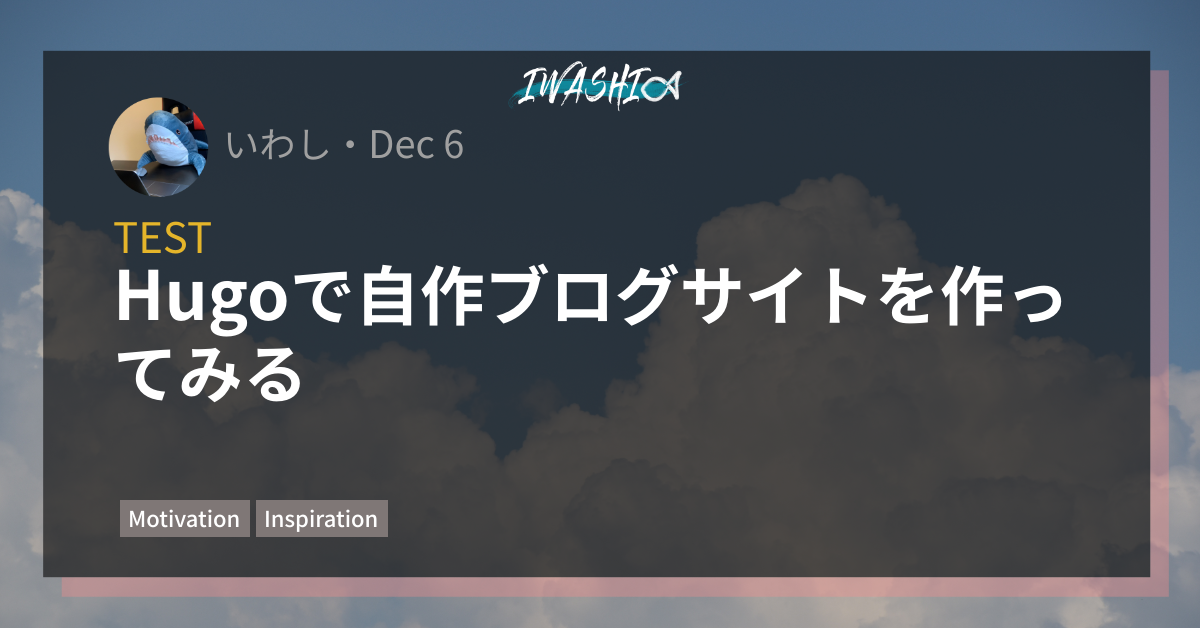 IWASHI
いわし・Dec 6
TEST
Hugoで自作ブログサイトを作っ
てみる
Motivation Inspiration